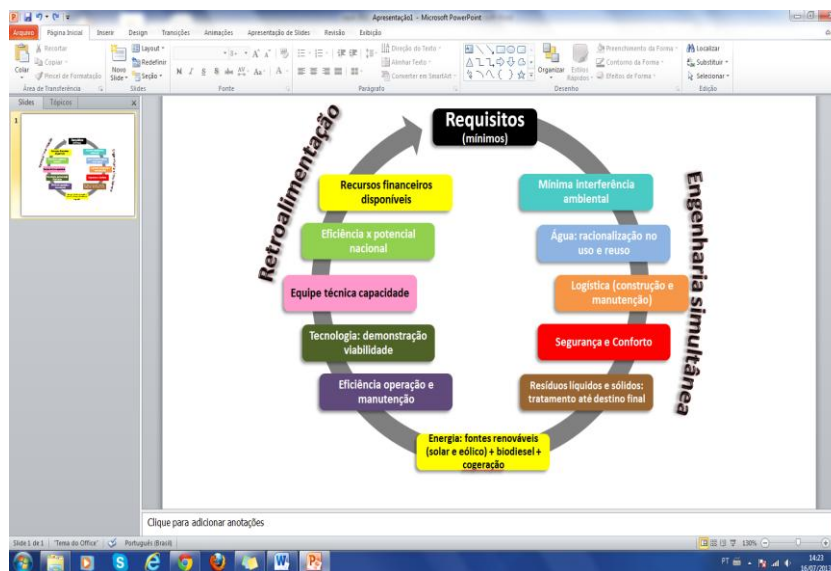 Apresentação1 - Microsoft PowerPoint
Arquivo Página Inicial Inserir Design Transições Animações Apresentação de Slides Revisão Exibição
Colar
Recortar
Copiar
Pincel de Formatação
Área de Transferência
Novo Slide
Layout
Redefinir
Seção
Slides
N I S S abc AV Aa A
Fonte
Direção do Texto
Alinhar Texto
Converter em SmartArt
Parágrafo
Organizar
Estilos Rápidos
Preenchimento da Forma
Contorno da Forma
Efeitos de Forma
Desenho
Localizar
Substituir
Selecionar
Edição
Slides Tópicos
1
Retroalimentação
Requisitos
(mínimos)
Recursos financeiros
disponíveis
Mínima interferência
ambiental
Eficiência x potencial
nacional
Água: racionalização no
uso e reuso
Equipe técnica capacidade
Logística (construção e
manutenção)
Tecnologia: demonstração
viabilidade
Segurança e Conforto
Eficiência operação e
manutenção
Resíduos líquidos e sólidos:
tratamento até destino final
Energia: fontes renováveis
(solar e eólico) + biodiesel +
cogeração
Engenharia simultânea
Clique para adicionar anotações
Slide 1 de 1 "Tema do Office" Português (Brasil) 130%
PT 14:23